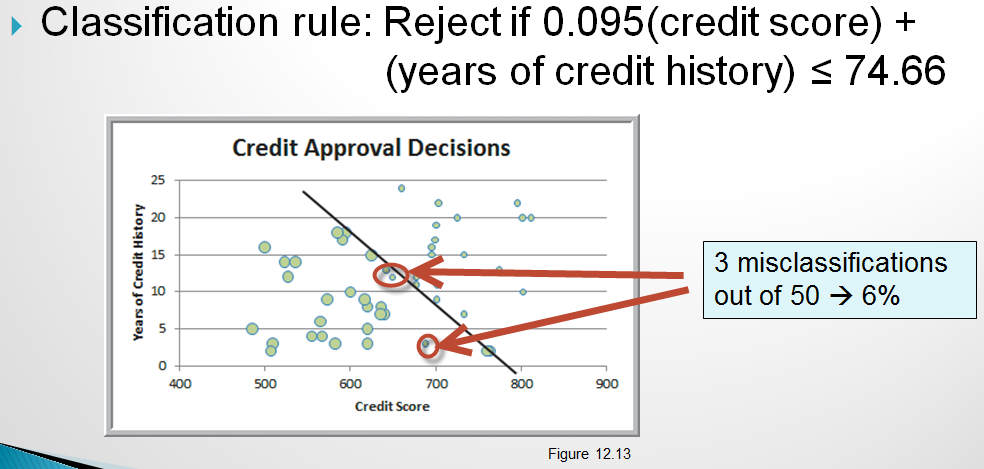 Classification rule: Reject if 0.095(credit score) +
(years of credit history) ≤ 74.66
Credit Approval Decisions
Years of Credit History
25
20
15
10
5
0
400 500 600 700 800 900
Credit Score
3 misclassifications
out of 50 → 6%
Figure 12.13